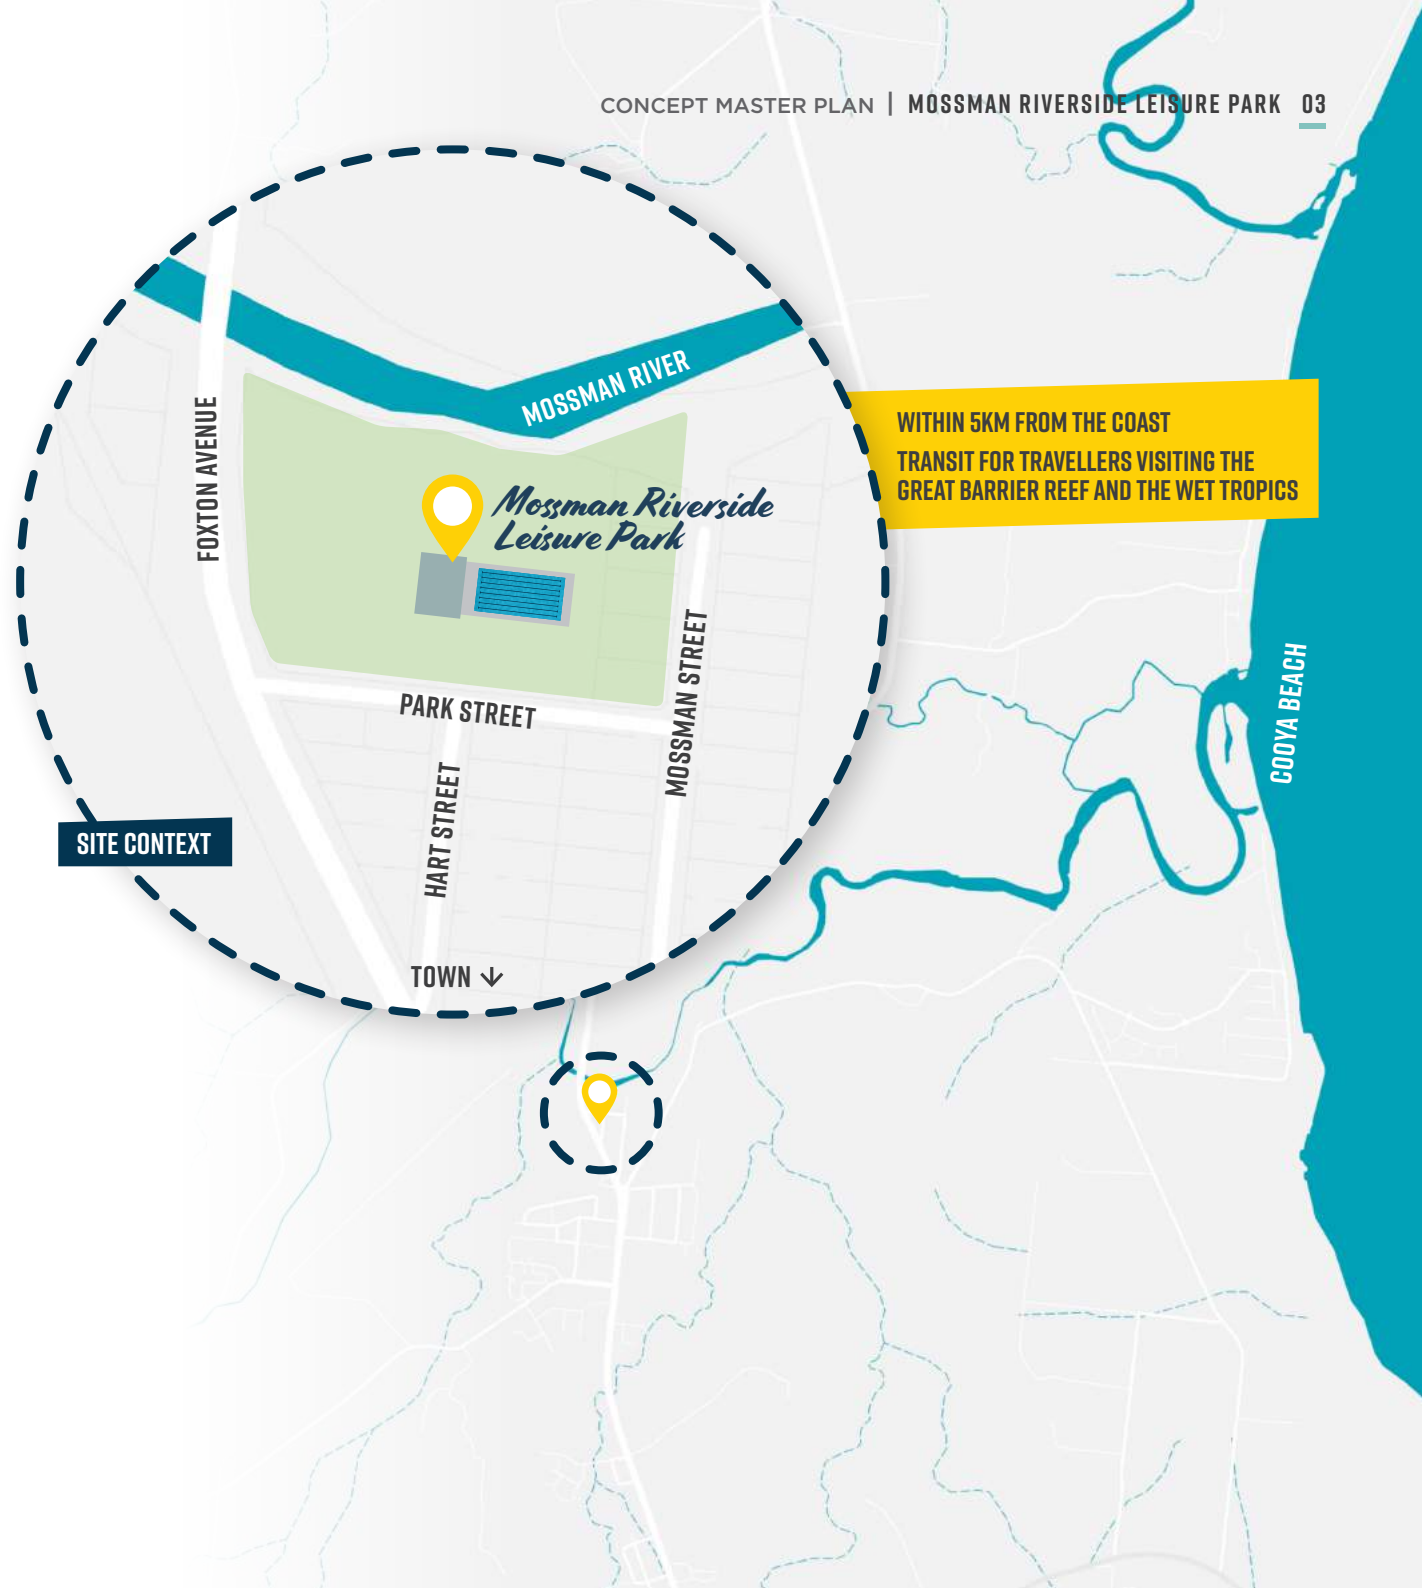 CONCEPT MASTER PLAN | MOSSMAN RIVERSIDE LEISURE PARK 03
MOSSMAN RIVER
FOXTON AVENUE
WITHIN 5KM FROM THE COAST
TRANSIT FOR TRAVELLERS VISITING THE
GREAT BARRIER REEF AND THE WET TROPICS
Mossman Riverside
Leisure Park
MOSSMAN STREET
PARK STREET
COOYA BEACH
HART STREET
SITE CONTEXT
TOWN ↓